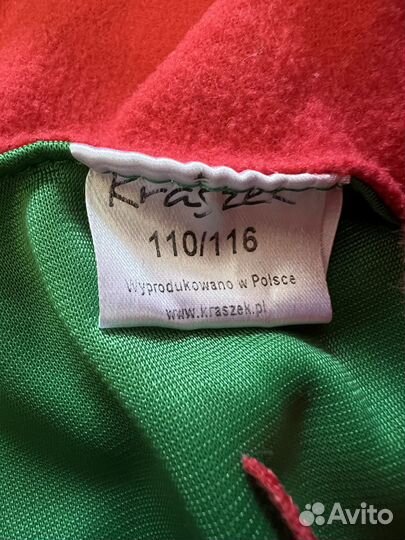 Kraszek
110/116
Wyprodukowano w Polsce
www.kraszek.pl
Avito